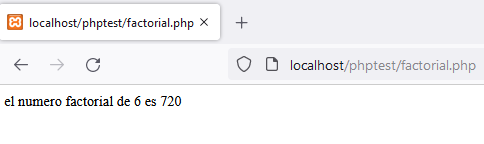 localhost/phptest/factorial.php
localhost/phptest/factorial.php
el numero factorial de 6 es 720